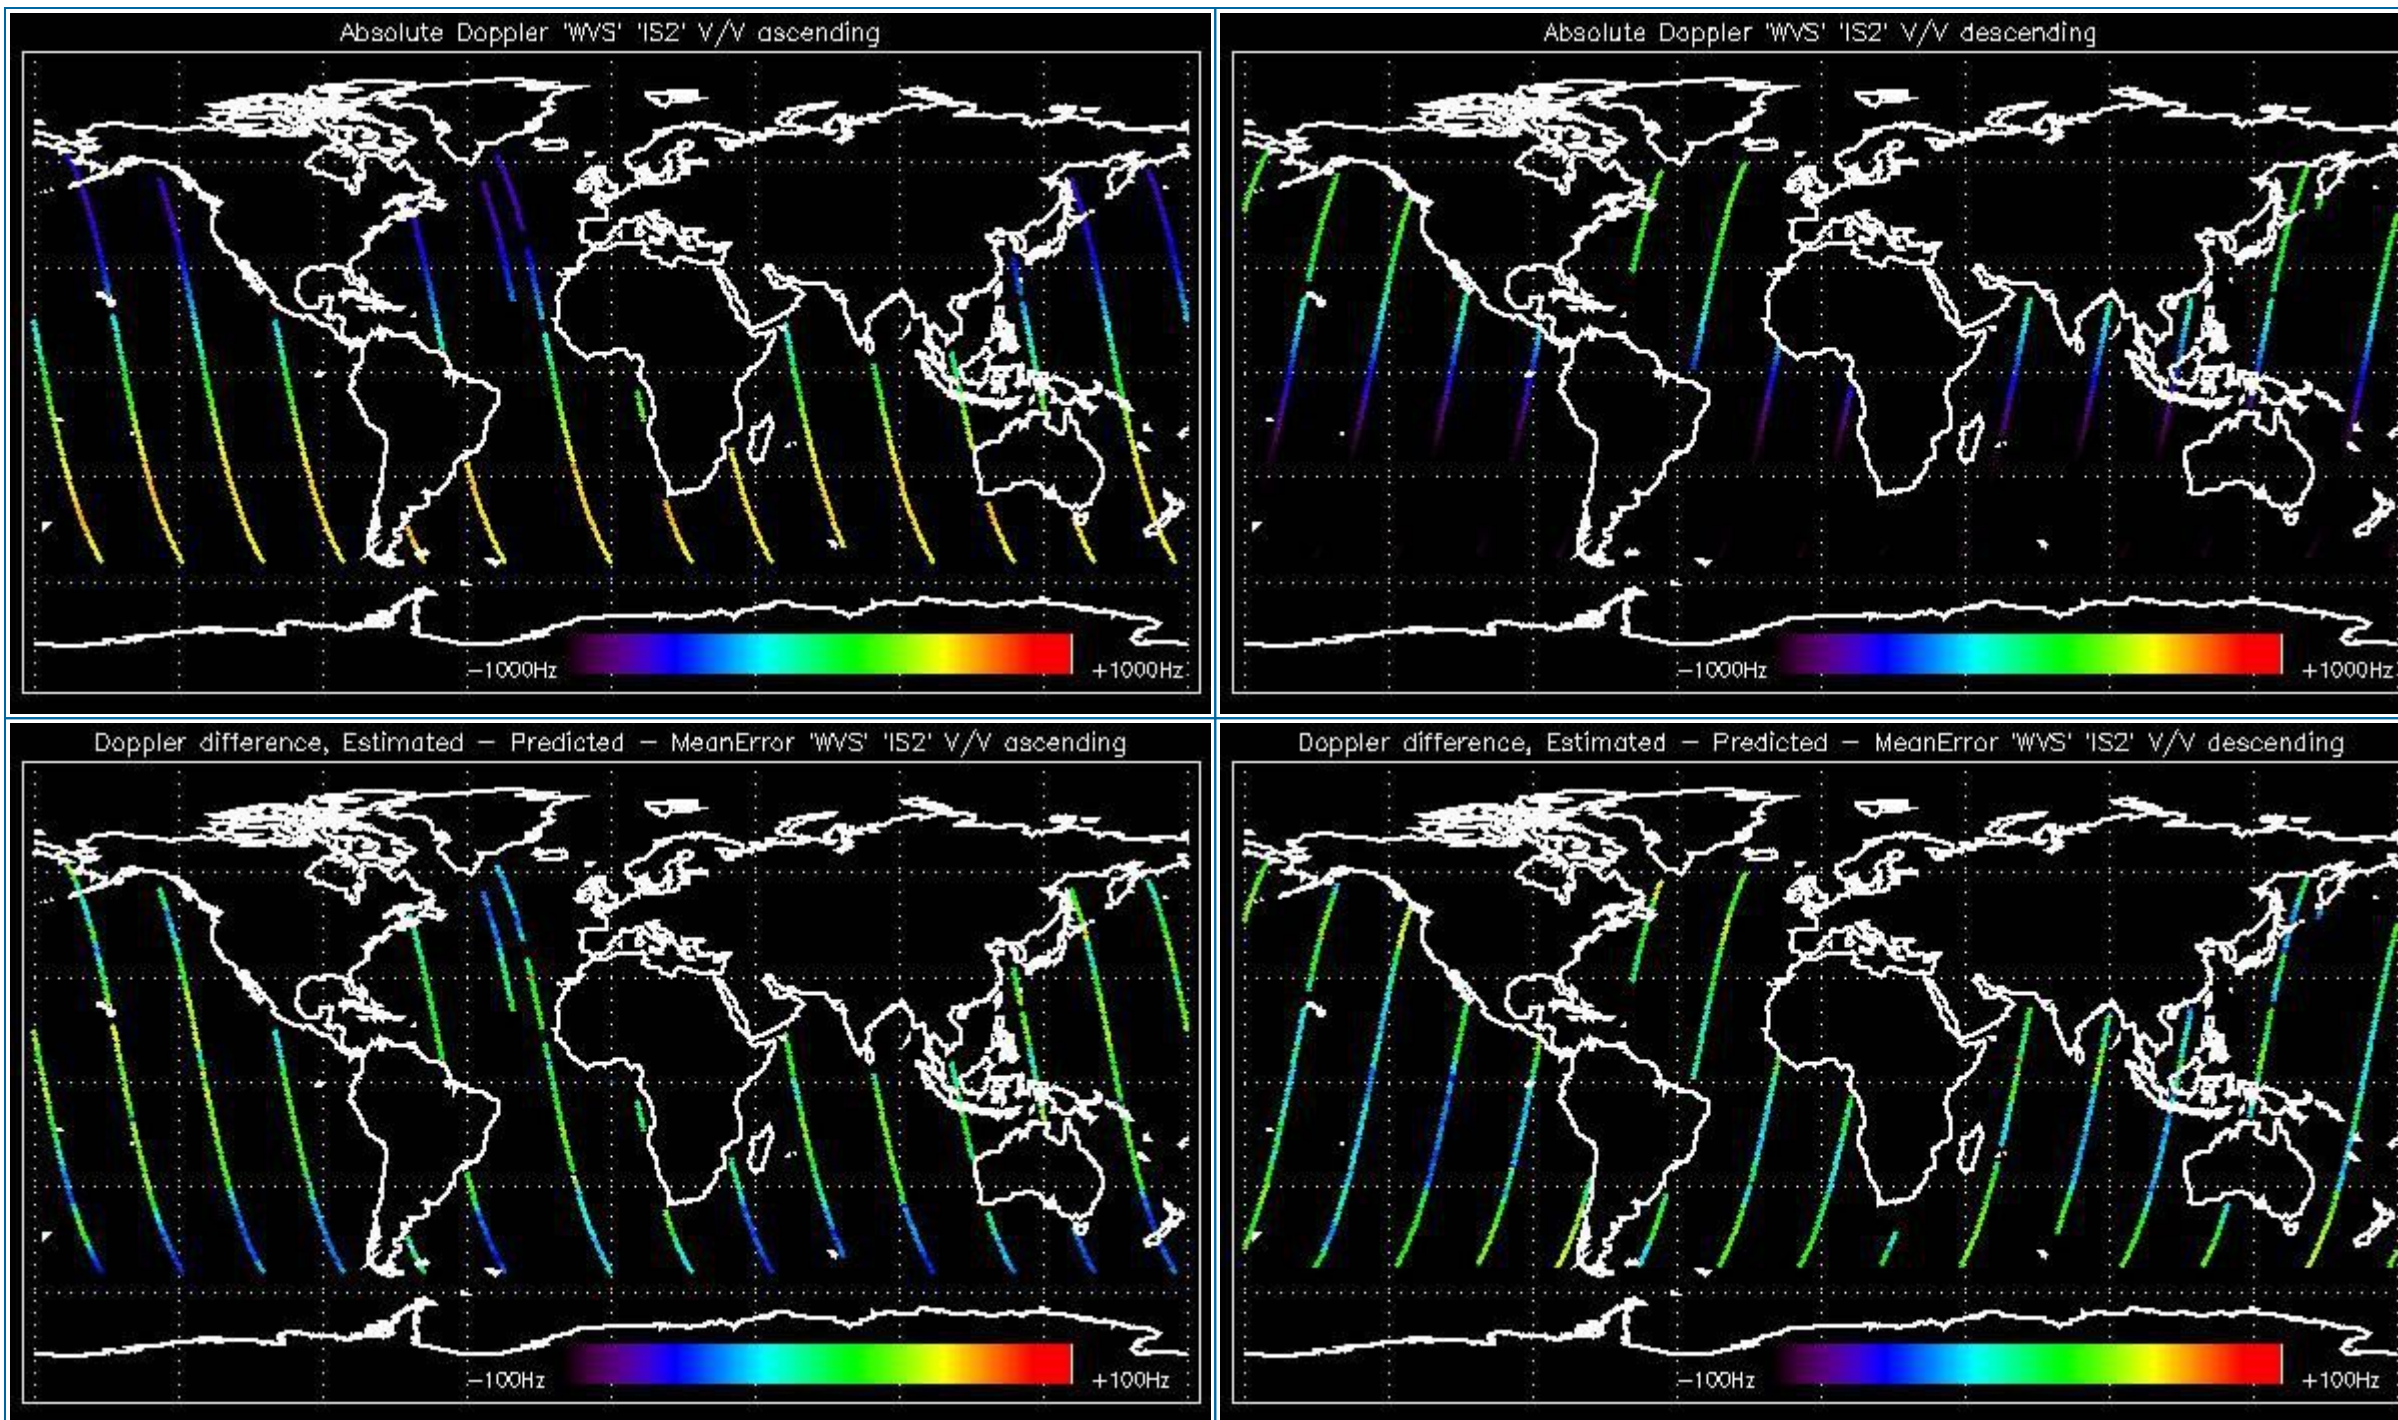 Absolute Doppler 'WVS' 'IS2' V/V ascending
-1000Hz +1000Hz
Absolute Doppler 'WVS' 'IS2' V/V descending
-1000Hz +1000Hz
Doppler difference, Estimated - Predicted - MeanError 'WVS' 'IS2' V/V ascending
-100Hz +100Hz
Doppler difference, Estimated - Predicted - MeanError 'WVS' 'IS2' V/V descending
-100Hz +100Hz